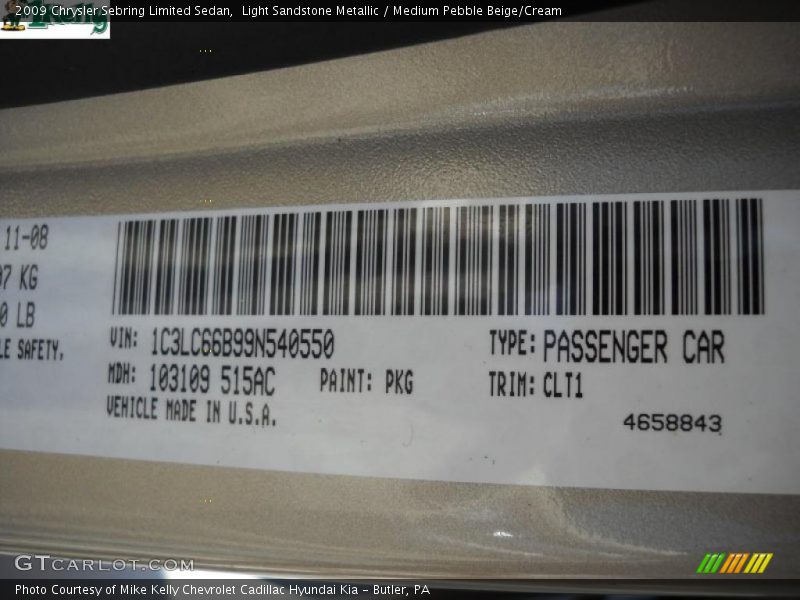 2009 Chrysler Sebring Limited Sedan,  Light Sandstone Metallic / Medium Pebble Beige/Cream
11-08
KG
LB
SAFETY.
VIN: 1C3LC66B99N540550
TYPE: PASSENGER CAR
MDH: 103109 515AC
PAINT: PKG
TRIM: CLT1
VEHICLE MADE IN U.S.A.
4658843
GTCARLOT.COM
Photo Courtesy of Mike Kelly Chevrolet Cadillac Hyundai Kia - Butler, PA